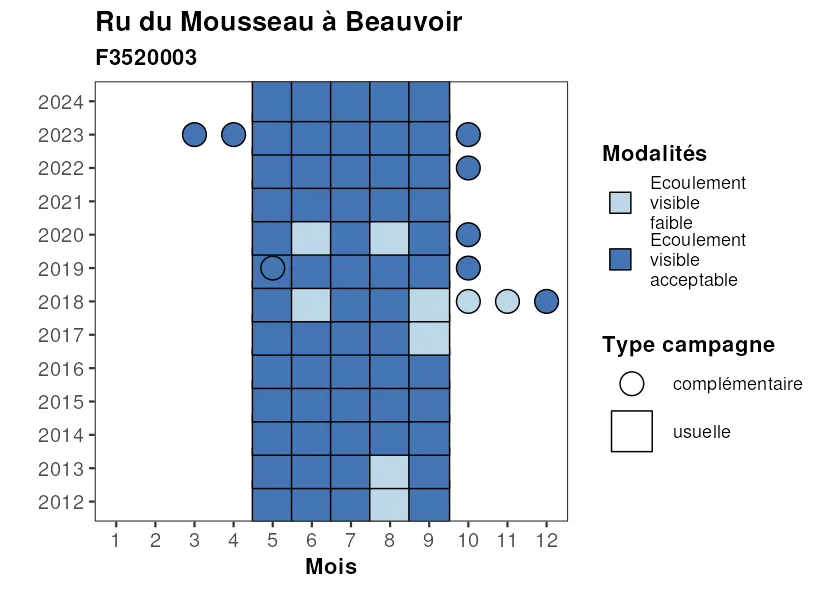 Ru du Mousseau à Beauvoir
F3520003
2024
2023
2022
2021
2020
2019
2018
2017
2016
2015
2014
2013
2012
1 2 3 4 5 6 7 8 9 10 11 12
Mois
Modalités
Ecoulement
visible
faible
Ecoulement
visible
acceptable
Type campagne
complémentaire
usuelle